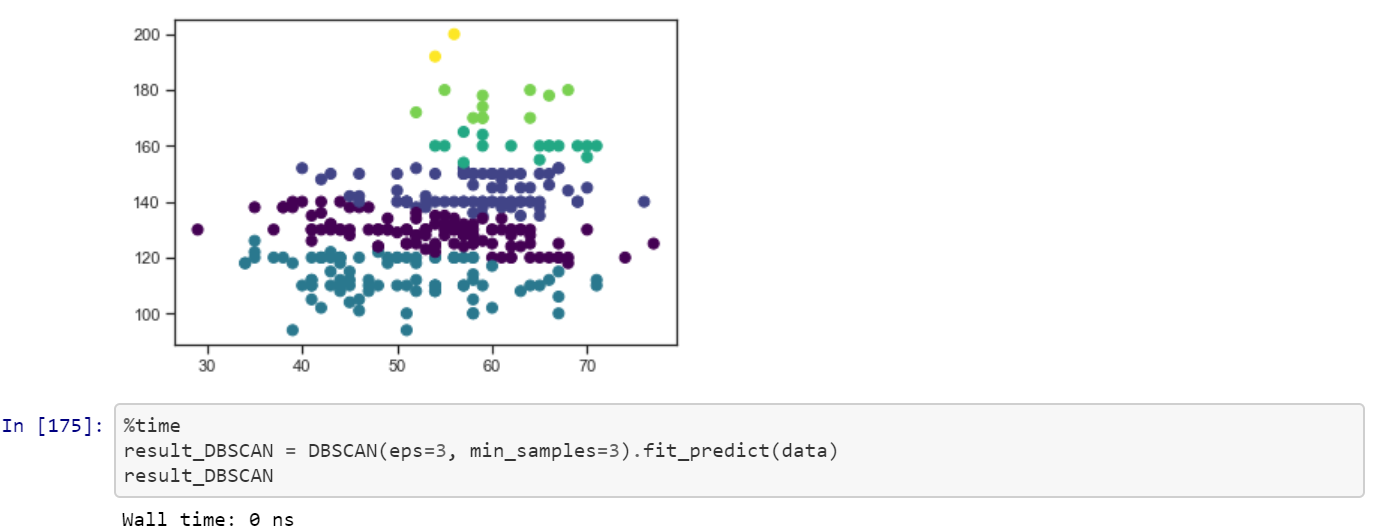 200
180
160
140
120
100
30 40 50 60 70
In [175]:
%time
result_DBSCAN = DBSCAN(eps=3, min_samples=3).fit_predict(data)
result_DBSCAN
Wall time: 0 ns